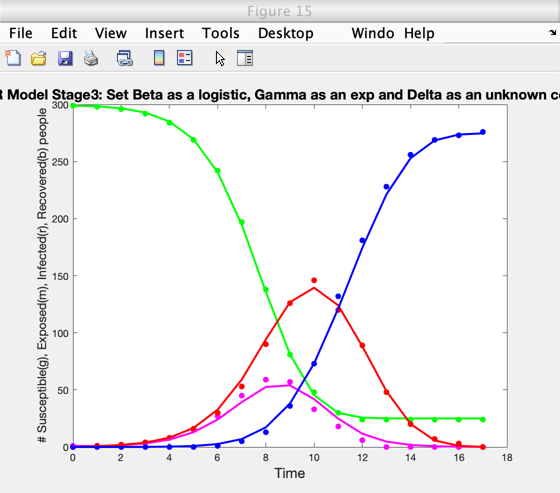 Figure 15
File Edit View Insert Tools Desktop Windo Help
R Model Stage3: Set Beta as a logistic, Gamma as an exp and Delta as an unknown c
# Susceptible(g), Exposed(m), Infected(r), Recovered(b) people
300
250
200
150
100
50
0
0 2 4 6 8 10 12 14 16 18
Time